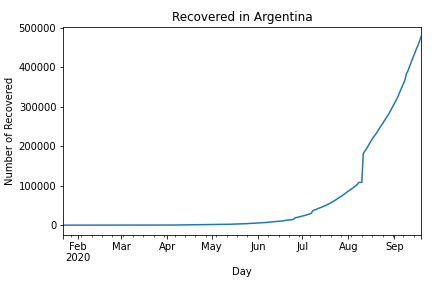 Recovered in Argentina
500000
400000
300000
200000
100000
0
Number of Recovered
Feb Mar Apr May Jun Jul Aug Sep
2020
Day